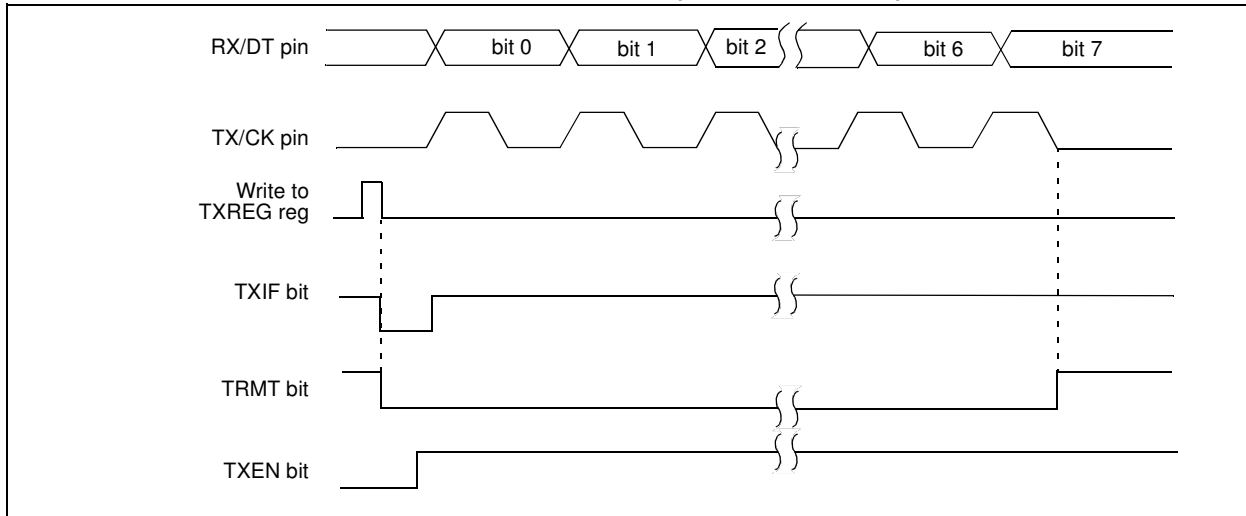 RX/DT pin
bit 0
bit 1
bit 2
bit 6
bit 7
TX/CK pin
Write to
TXREG reg
TXIF bit
TRMT bit
TXEN bit